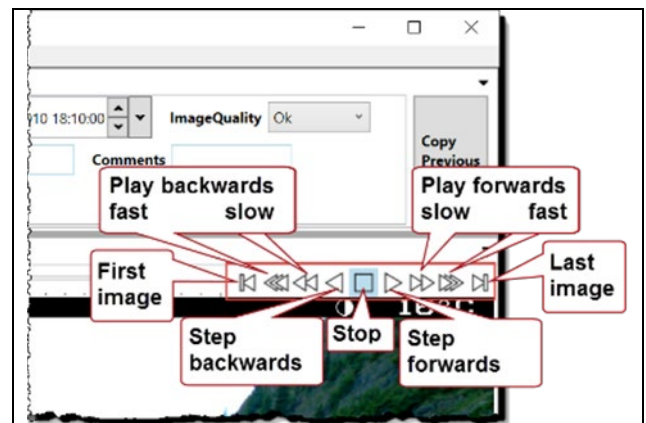 10 18:10:00
ImageQuality Ok
Copy
Previous
Comments
Play backwards
fast slow
Play forwards
slow fast
First
image
Last
image
Step
backwards
Stop
Step
forwards